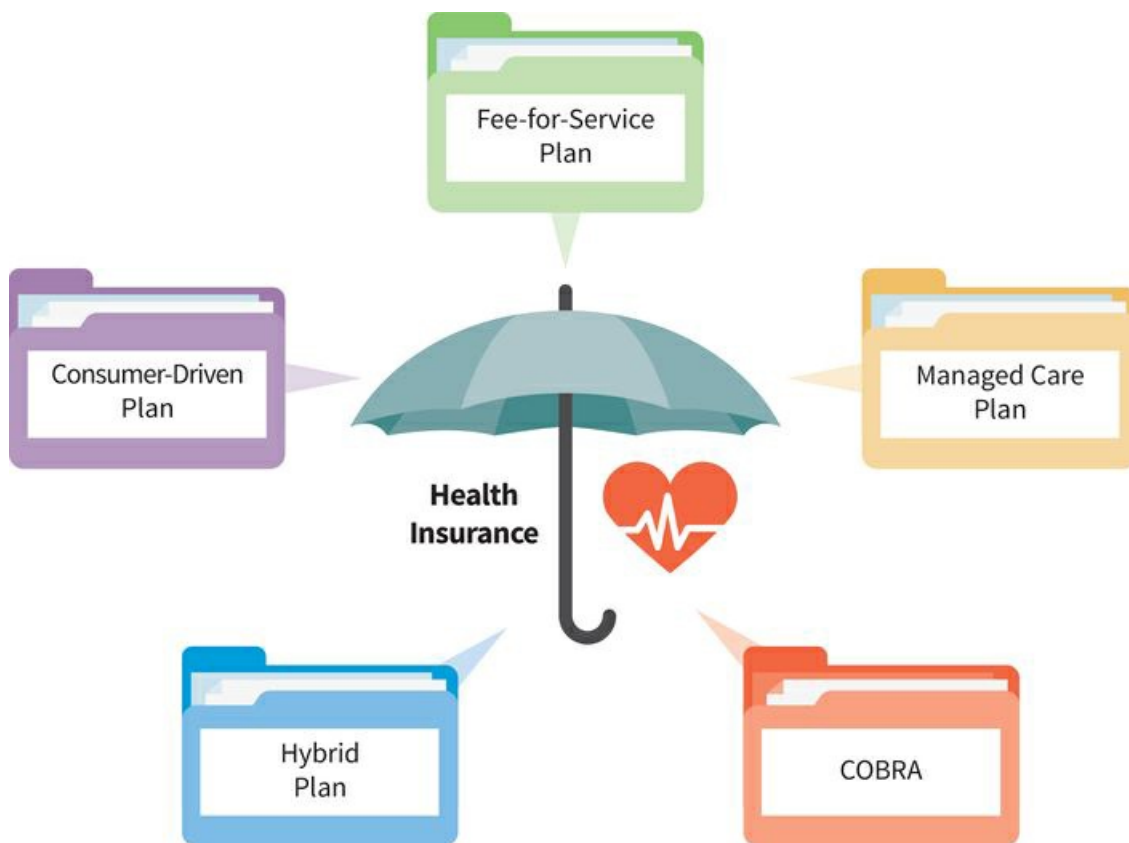 Fee-for-Service
Plan
Consumer-Driven
Plan
Managed Care
Plan
Health
Insurance
Hybrid
Plan
COBRA